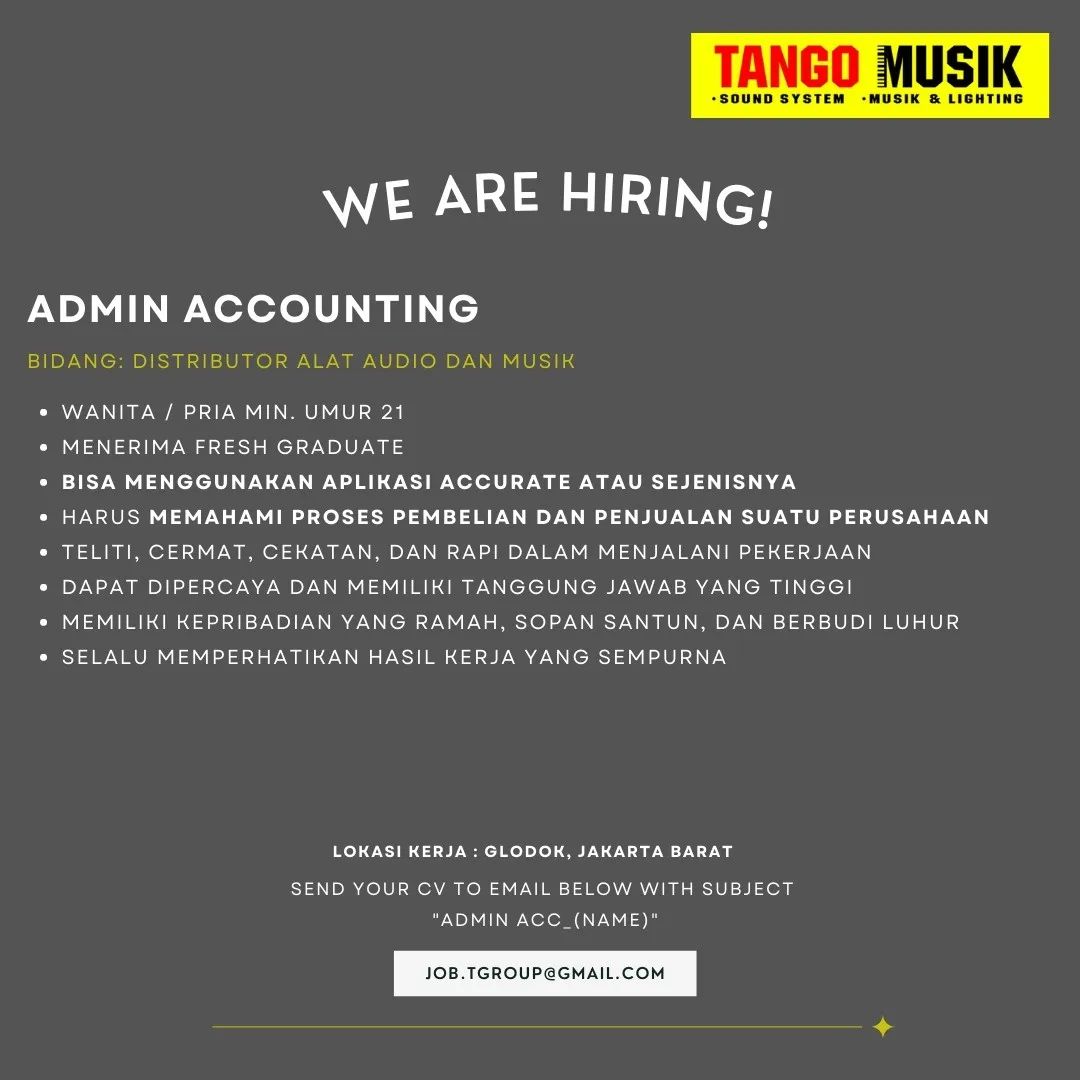 TANGO MUSIK
•SOUND SYSTEM •MUSIK & LIGHTING
WE ARE HIRING!
ADMIN ACCOUNTING
BIDANG: DISTRIBUTOR ALAT AUDIO DAN MUSIK
• WANITA / PRIA MIN. UMUR 21
• MENERIMA FRESH GRADUATE
• BISA MENGGUNAKAN APLIKASI ACCURATE ATAU SEJENISNYA
• HARUS MEMAHAMI PROSES PEMBELIAN DAN PENJUALAN SUATU PERUSAHAAN
• TELITI, CERMAT, CEKATAN, DAN RAPI DALAM MENJALANI PEKERJAAN
• DAPAT DIPERCAYA DAN MEMILIKI TANGGUNG JAWAB YANG TINGGI
• MEMILIKI KEPRIBADIAN YANG RAMAH, SOPAN SANTUN, DAN BERBUDI LUHUR
• SELALU MEMPERHATIKAN HASIL KERJA YANG SEMPURNA
LOKASI KERJA : GLODOK, JAKARTA BARAT
SEND YOUR CV TO EMAIL BELOW WITH SUBJECT
"ADMIN ACC_(NAME)"
JOB.TGROUP@GMAIL.COM